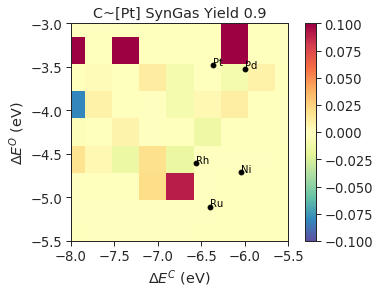 C~[Pt] SynGas Yield 0.9
-3.0
-3.5
-4.0
-4.5
-5.0
-5.5
ΔE^O (eV)
Pt
Pd
Rh
Ni
Ru
-8.0 -7.5 -7.0 -6.5 -6.0 -5.5
ΔE^C (eV)
0.100
0.075
0.050
0.025
0.000
-0.025
-0.050
-0.075
-0.100